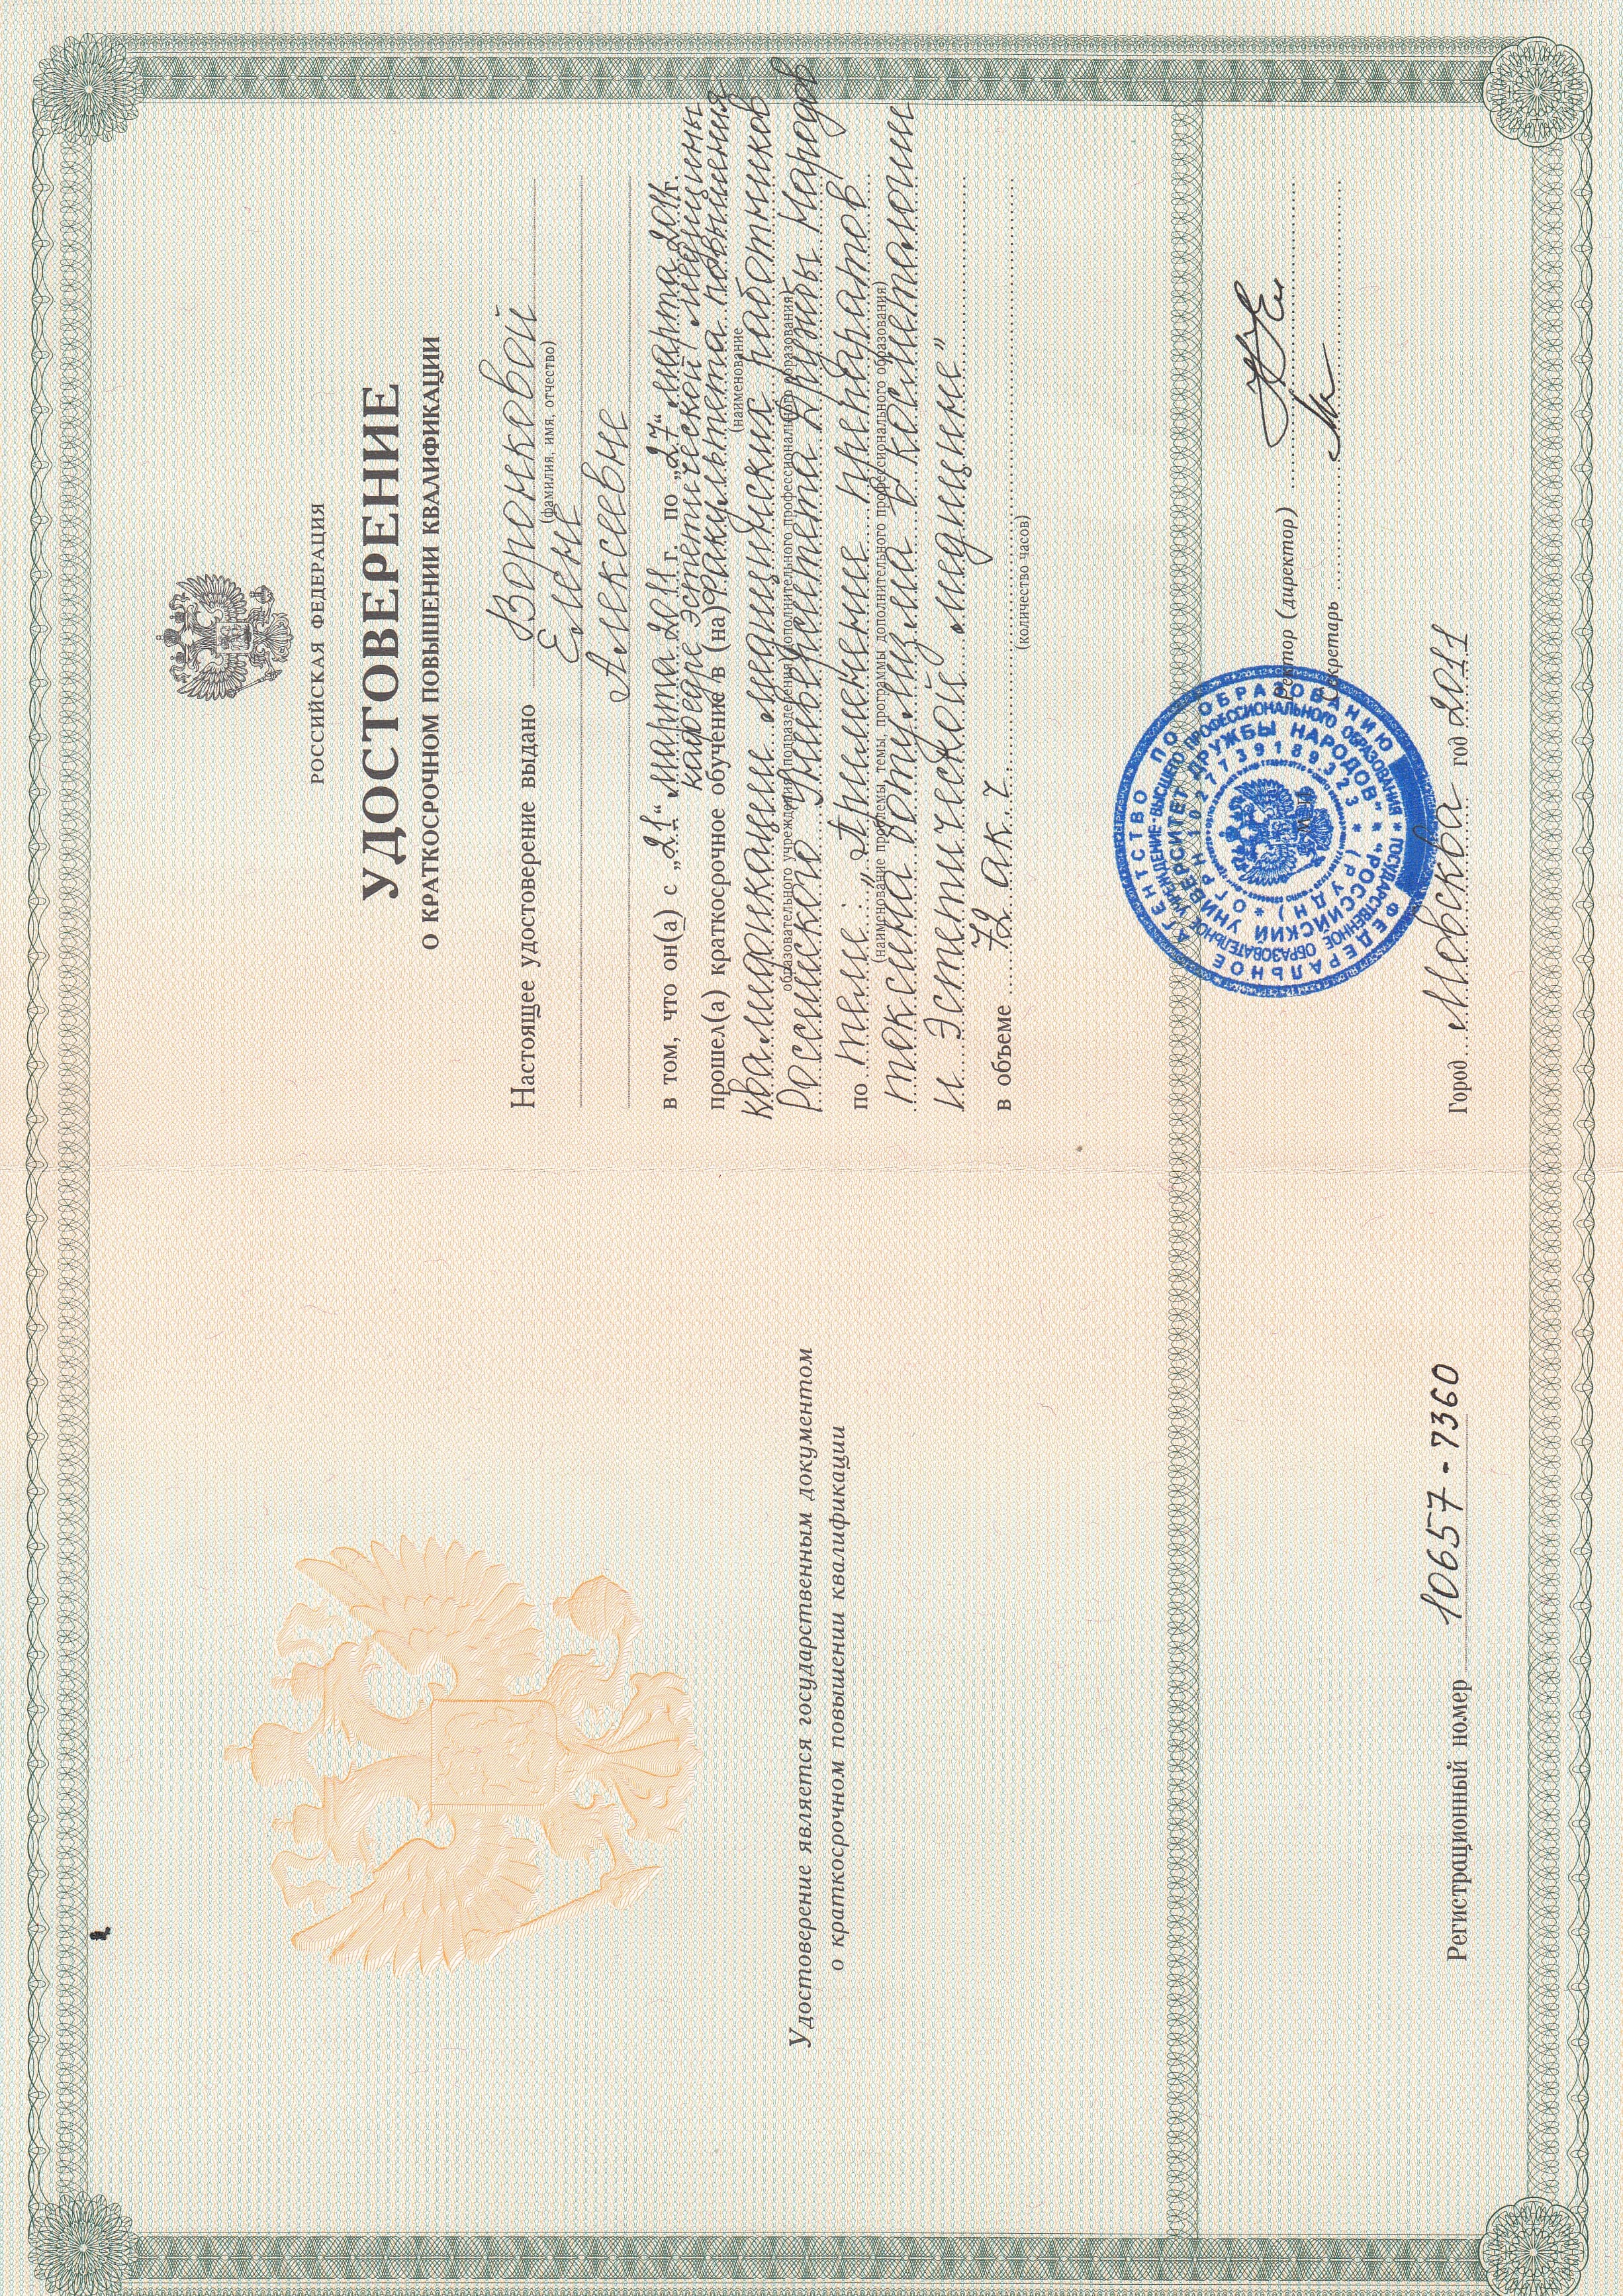 РОССИЙСКАЯ ФЕДЕРАЦИЯ
УДОСТОВЕРЕНИЕ
О КРАТКОСРОЧНОМ ПОВЫШЕНИИ КВАЛИФИКАЦИИ
Настоящее удостоверение выдано Воронковой
(фамилия, имя, отчество)
Елене
Алексеевне
в том, что он(а) с „21“ марта 2011 г. по „27“ марта 2011г.
кафедре эстетической медицины
прошел(а) краткосрочное обучение в (на) Факультета повышения
(наименование
квалификации медицинских работников
образовательного учреждения (подразделения) дополнительного профессионального образования)
Российского Университета Дружбы Народов
по теме: „Применение препаратов
(наименование проблемы, темы, программы дополнительного профессионального образования)
токсина ботулизма в косметологии
и Эстетической медицине”
в объеме 72 ак.ч.
(количество часов)
Удостоверение является государственным документом
о краткосрочном повышении квалификации
ФЕДЕРАЛЬНОЕ АГЕНТСТВО ПО ОБРАЗОВАНИЮ
ГОСУДАРСТВЕННОЕ ОБРАЗОВАТЕЛЬНОЕ УЧРЕЖДЕНИЕ ВЫСШЕГО ПРОФЕССИОНАЛЬНОГО ОБРАЗОВАНИЯ *
"РОССИЙСКИЙ УНИВЕРСИТЕТ ДРУЖБЫ НАРОДОВ" *
(РУДН) * ОГРН 1027739189323 *
М.П.
Ректор (директор)
Секретарь
Регистрационный номер 10657-7360
Город Мовсква год 2011